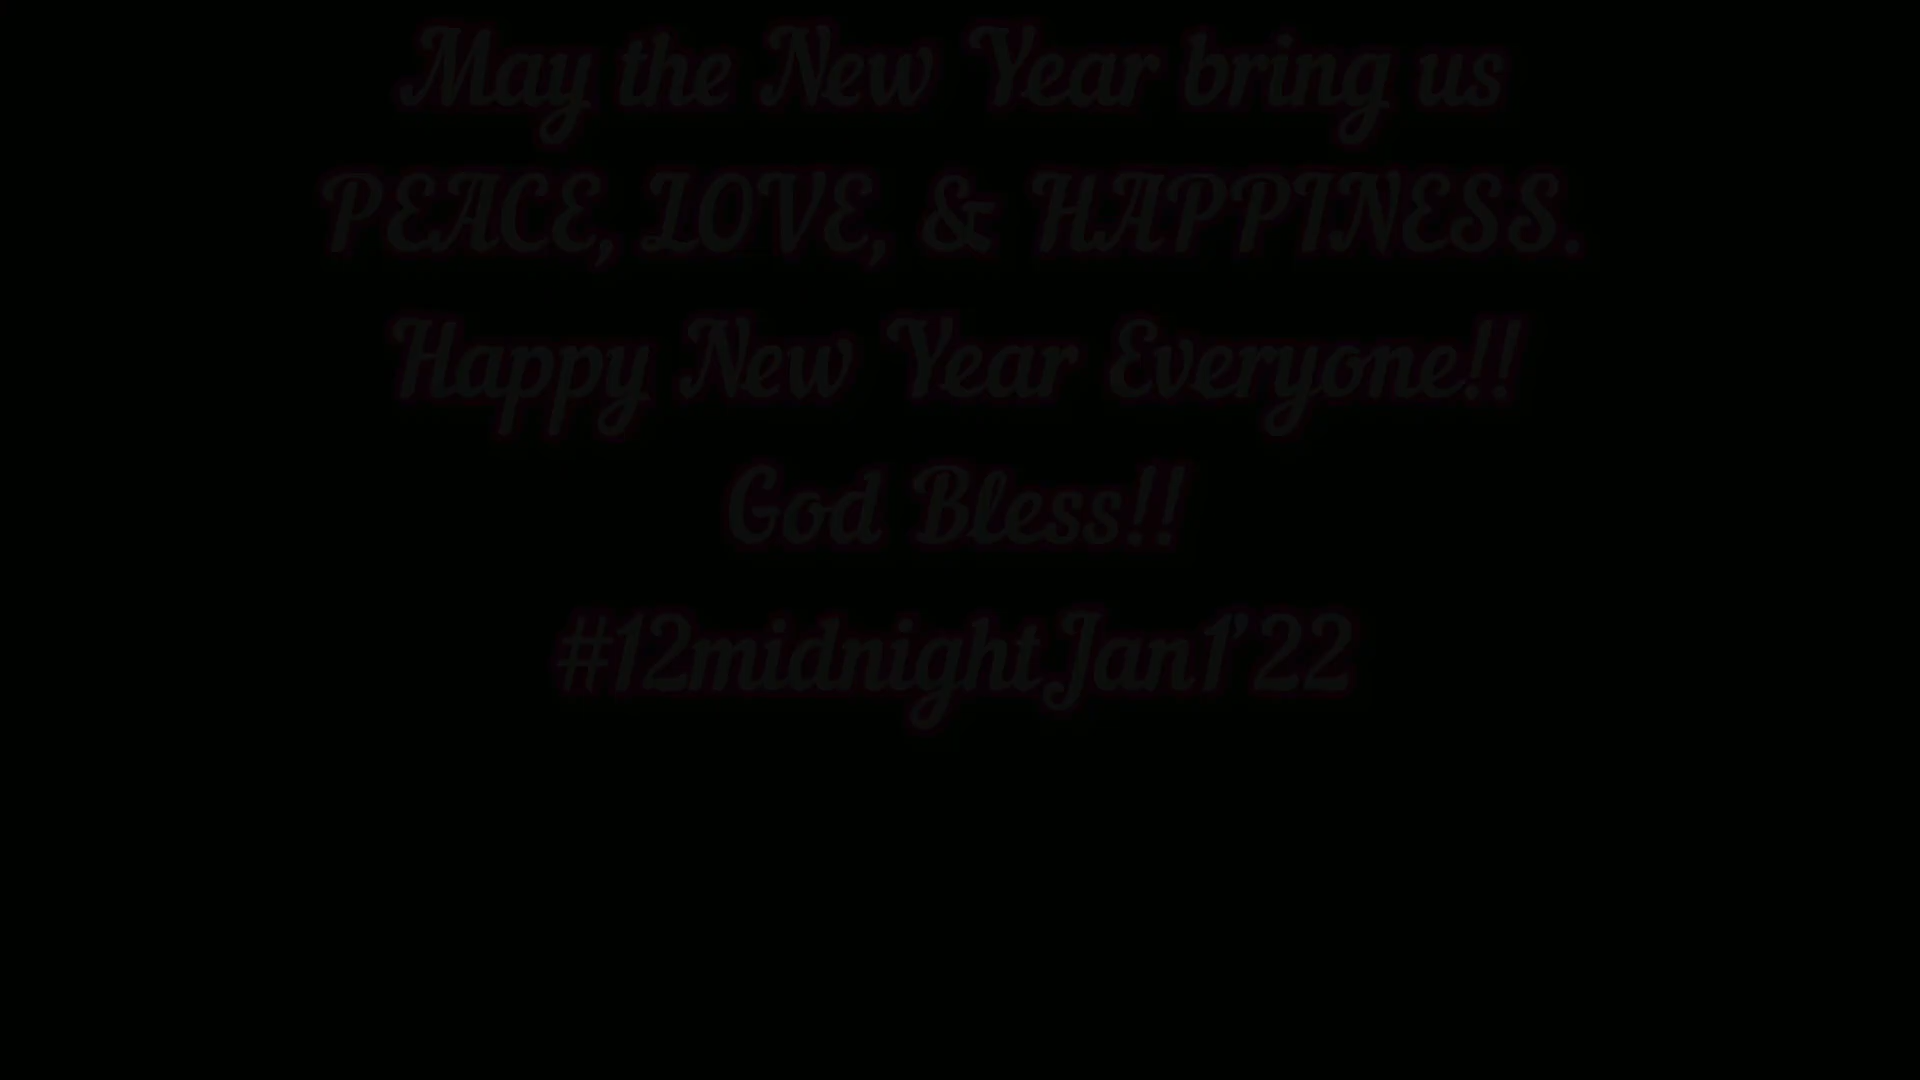 May the New Year bring us
PEACE, LOVE, & HAPPINESS.
Happy New Year Everyone!!
God Bless!!
#12midnightJan1'22